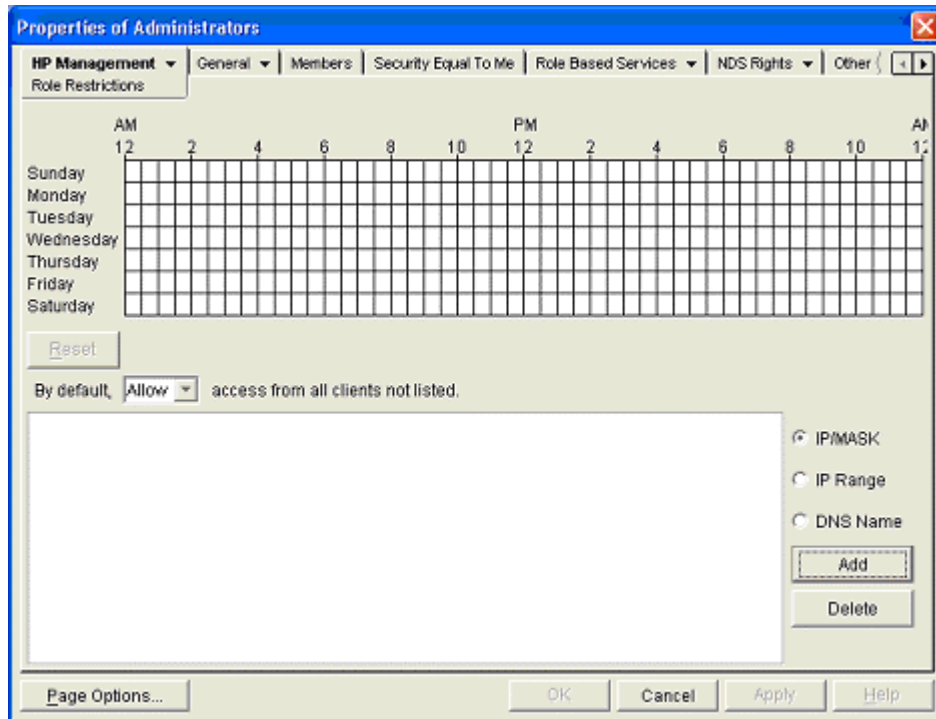 Properties of Administrators
HP Management General Members Security Equal To Me Role Based Services NDS Rights Other
Role Restrictions
AM PM AM
12 2 4 6 8 10 12 2 4 6 8 10 12
Sunday
Monday
Tuesday
Wednesday
Thursday
Friday
Saturday
Reset
By default, Allow access from all clients not listed.
IP/MASK
IP Range
DNS Name
Add
Delete
Page Options... OK Cancel Apply Help